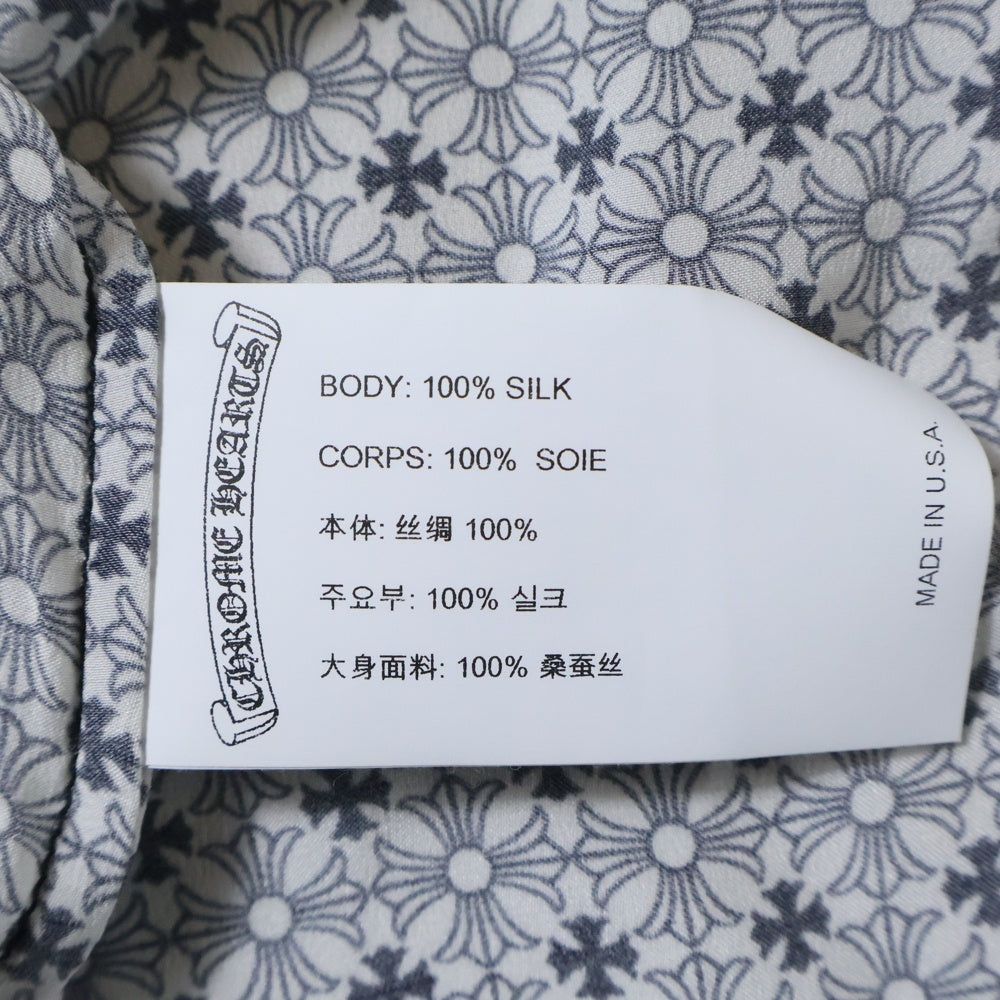 CHROME HEARTS
BODY: 100% SILK
CORPS: 100% SOIE
本体: 丝绸 100%
주요부: 100% 실크
大身面料: 100% 桑蚕丝
MADE IN U.S.A.